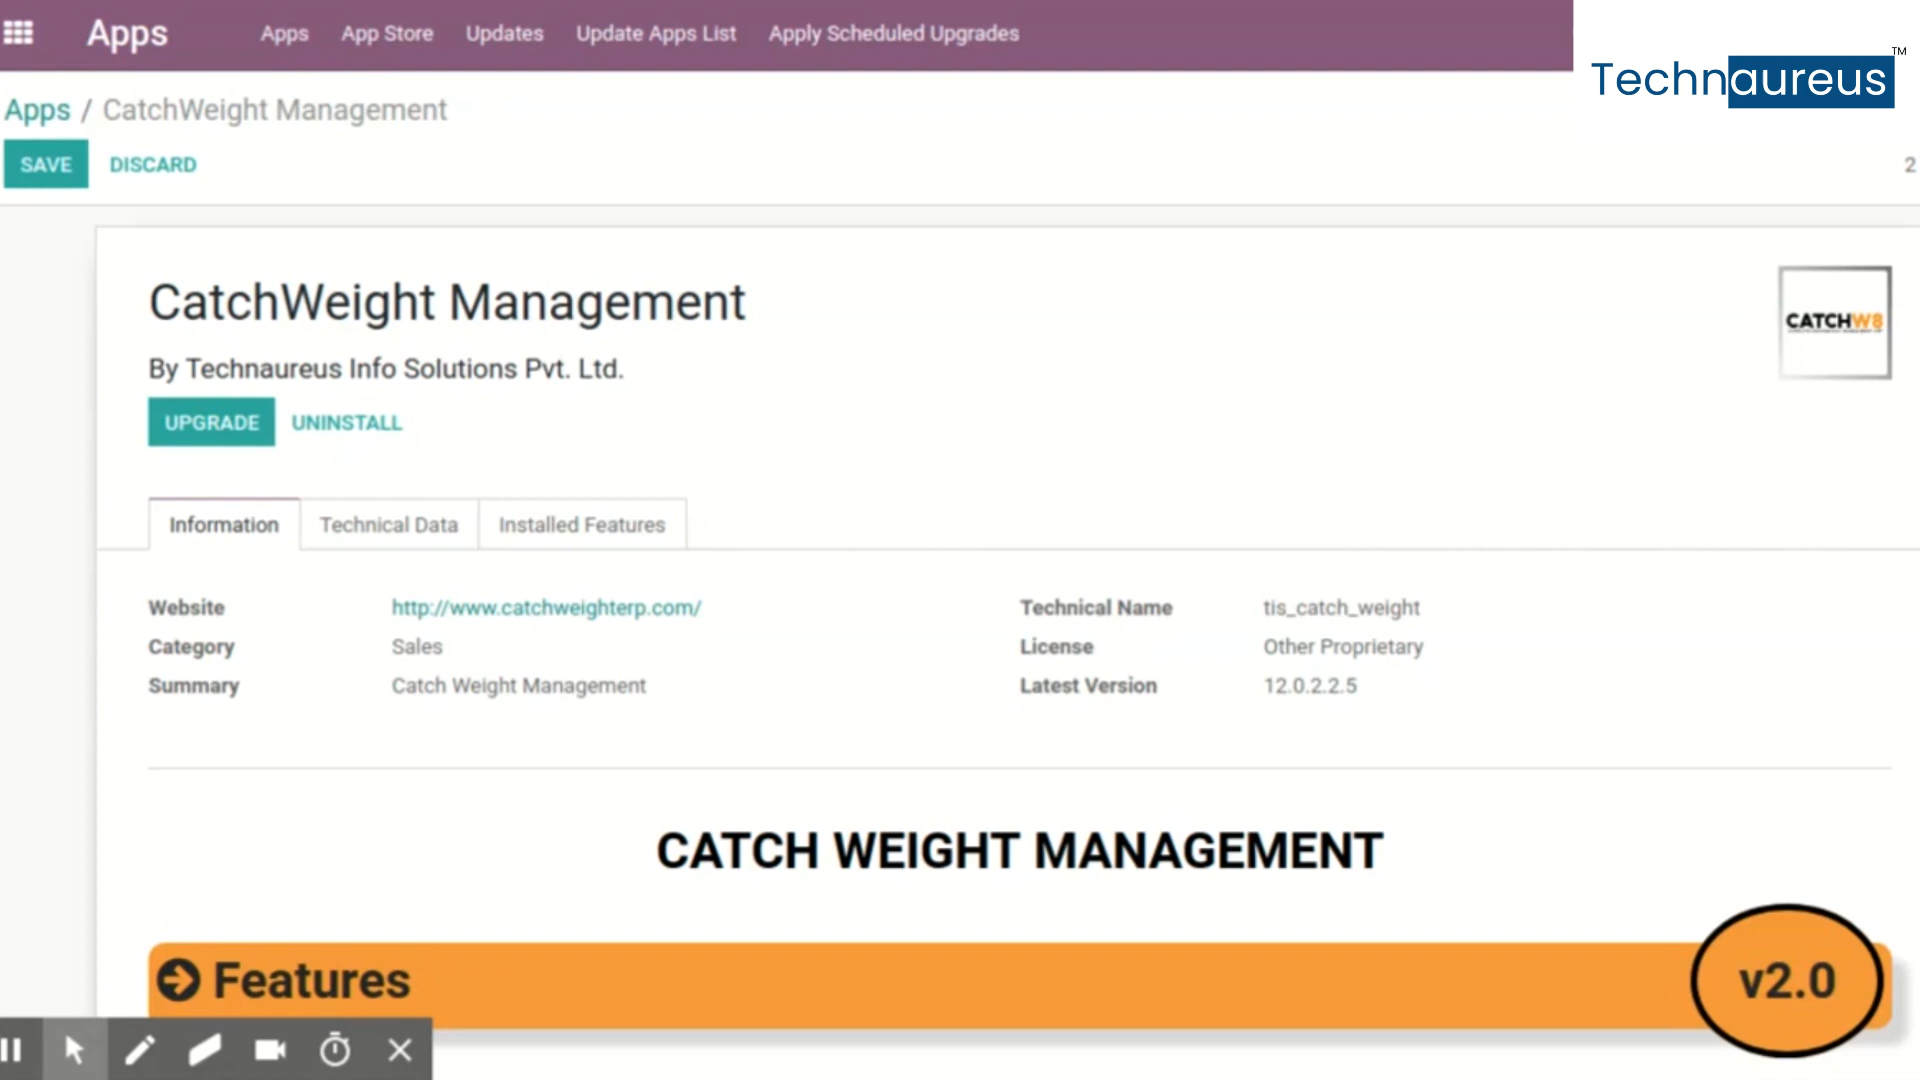 Apps Apps App Store Updates Update Apps List Apply Scheduled Upgrades
Technaureus™
Apps / CatchWeight Management
SAVE DISCARD
2
CatchWeight Management
CATCHW8
By Technaureus Info Solutions Pvt. Ltd.
UPGRADE UNINSTALL
Information Technical Data Installed Features
Website http://www.catchweighterp.com/ Technical Name tis_catch_weight
Category Sales License Other Proprietary
Summary Catch Weight Management Latest Version 12.0.2.2.5
CATCH WEIGHT MANAGEMENT
Features v2.0